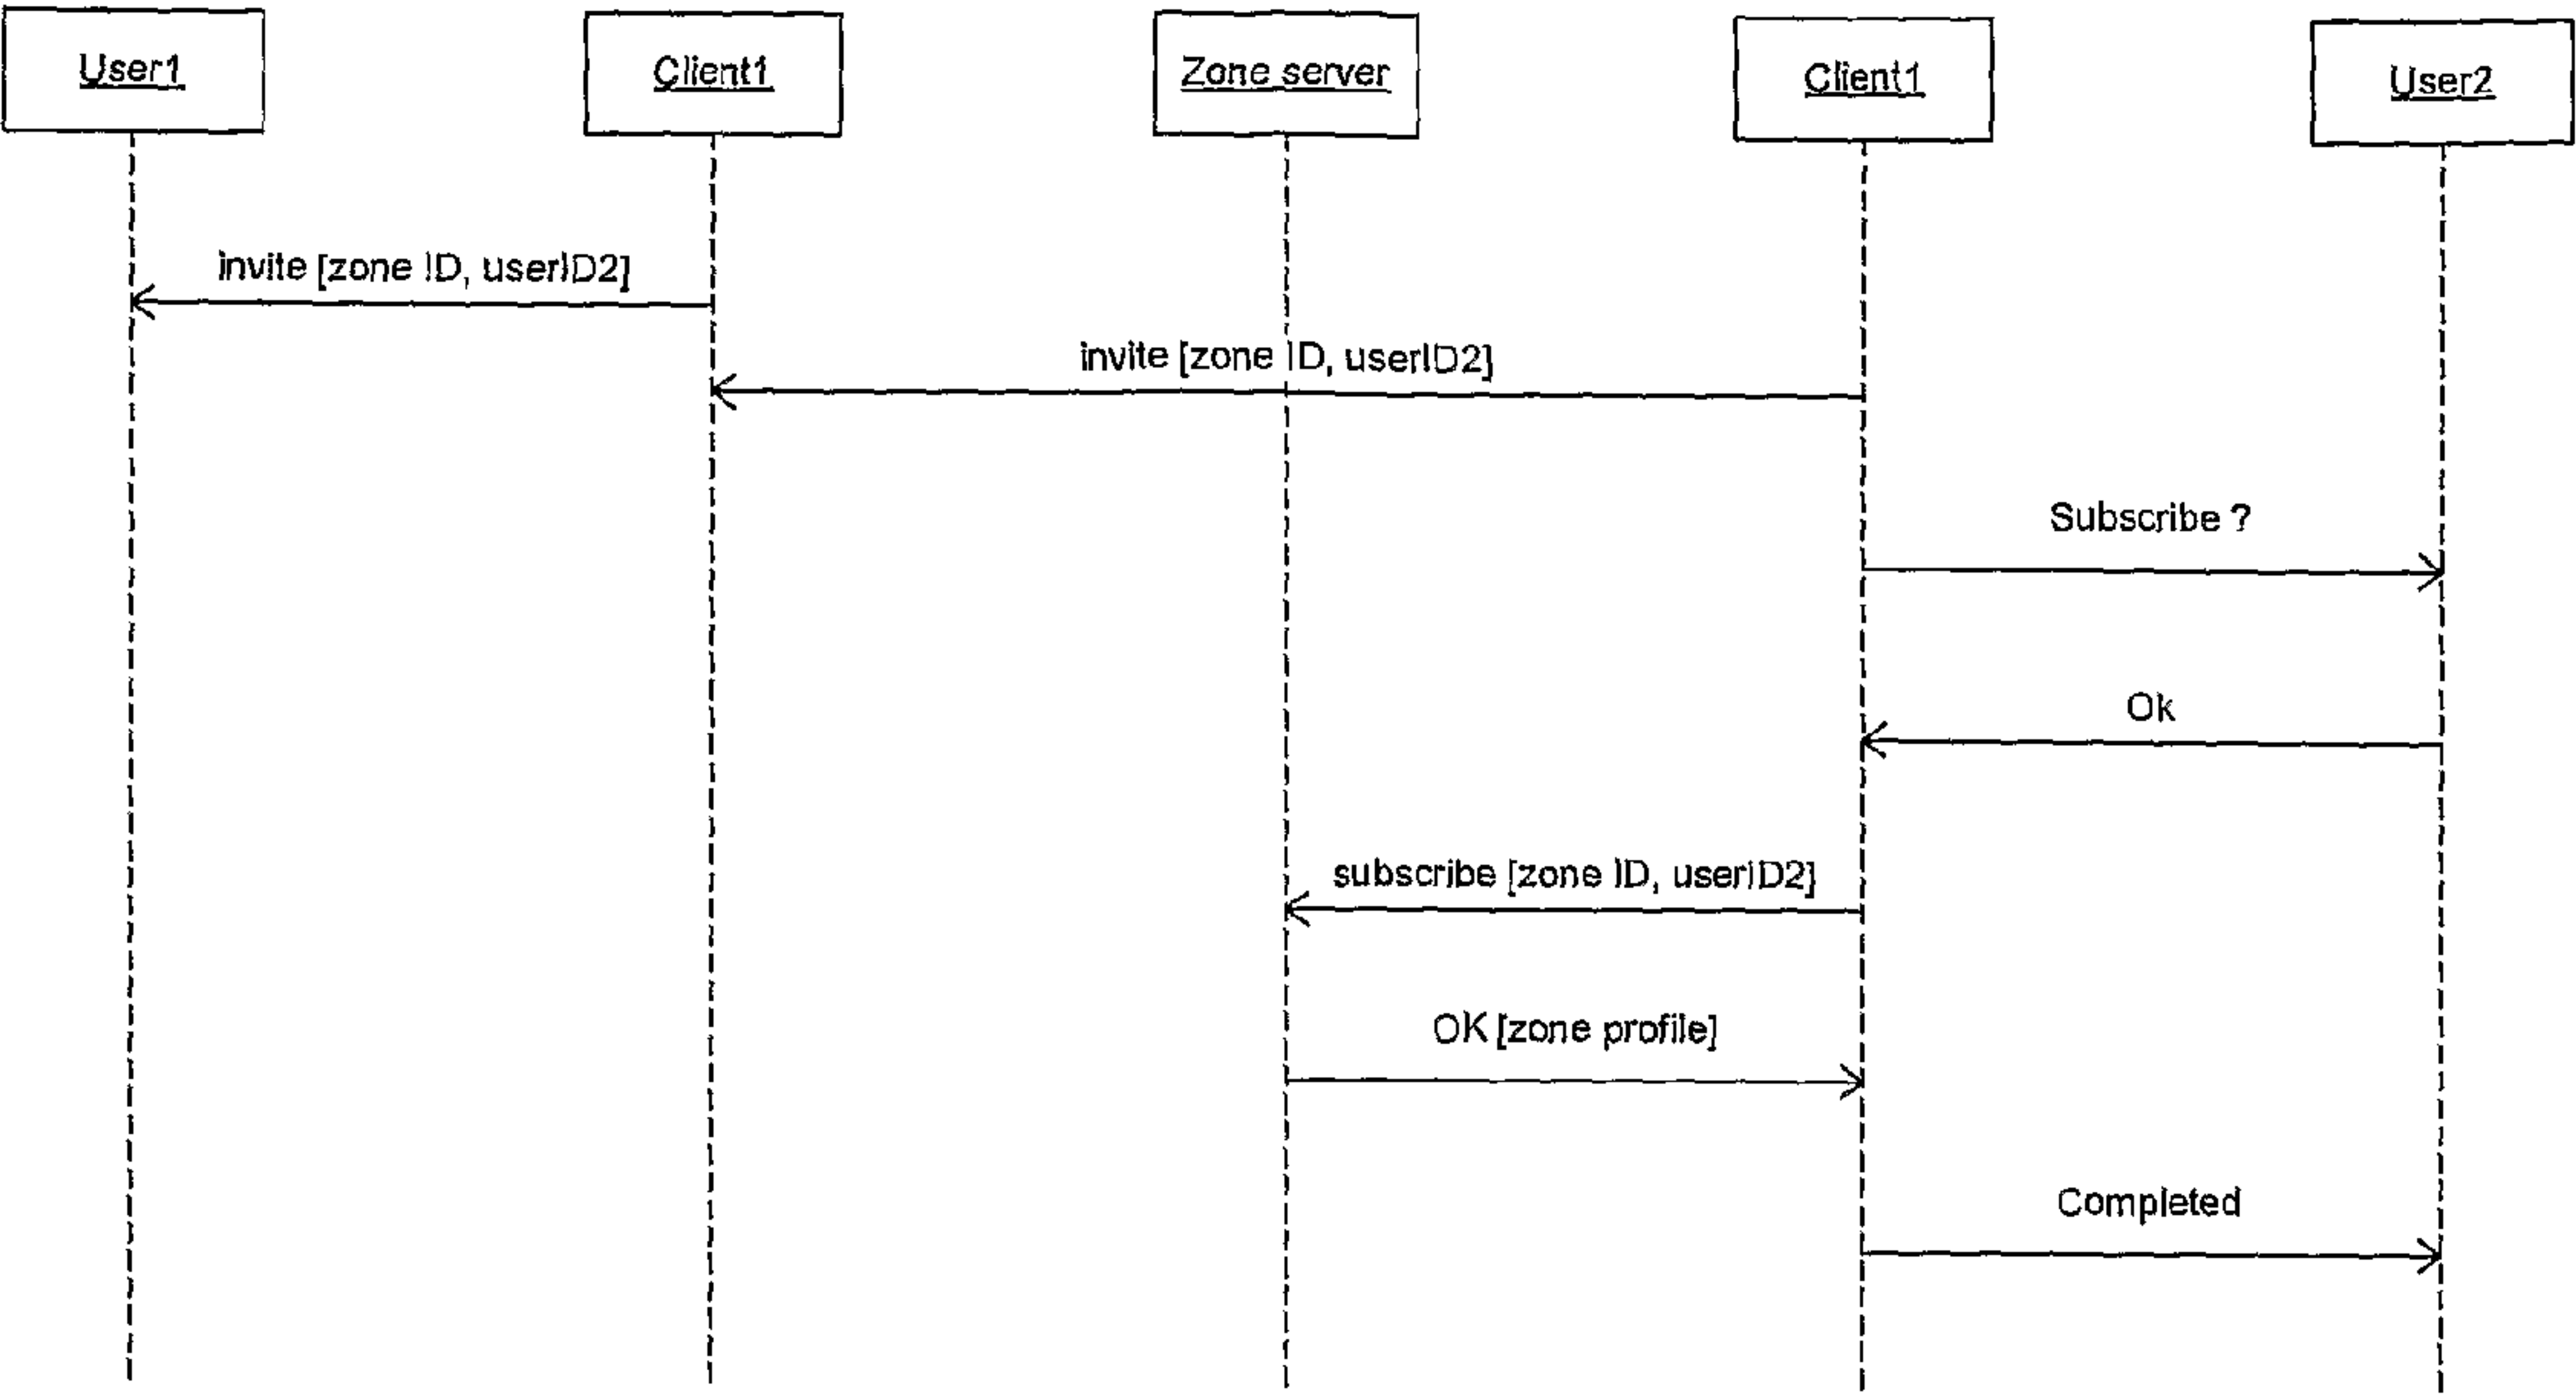 User1
Client1
Zone server
Client1
User2
invite [zone ID, userID2]
invite [zone ID, userID2]
Subscribe ?
Ok
subscribe [zone ID, userID2]
OK [zone profile]
Completed